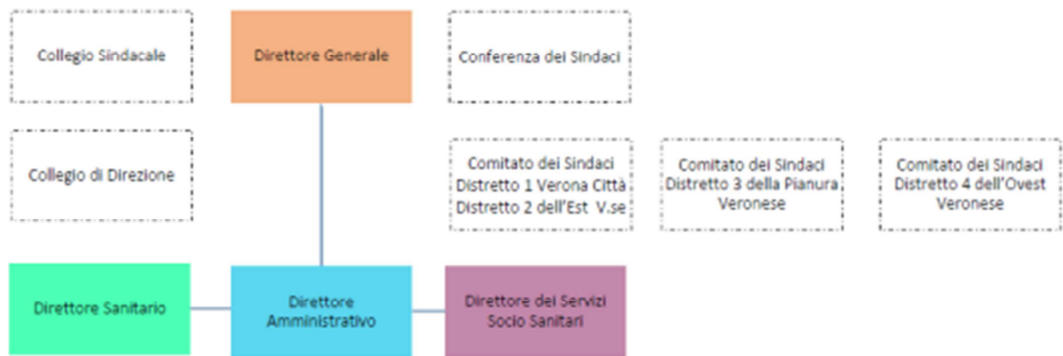 Collegio Sindacale
Direttore Generale
Conferenza dei Sindaci
Collegio di Direzione
Comitato dei Sindaci
Distretto 1 Verona Città
Distretto 2 dell'Est V.se
Comitato dei Sindaci
Distretto 3 della Pianura
Veronese
Comitato dei Sindaci
Distretto 4 dell'Ovest
Veronese
Direttore Sanitario
Direttore
Amministrativo
Direttore dei Servizi
Socio Sanitari